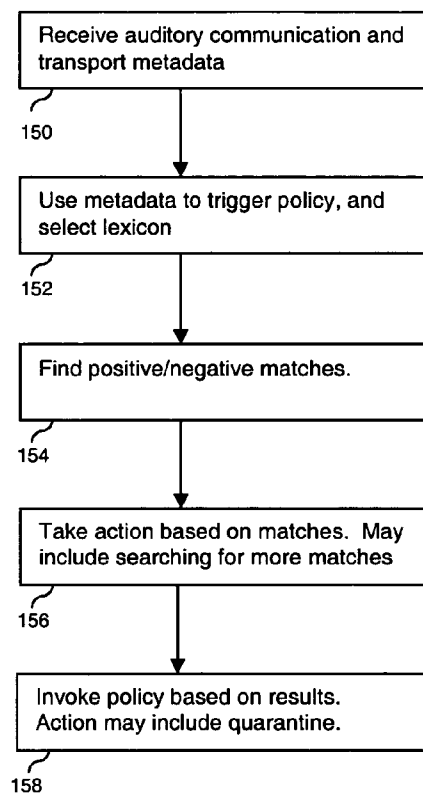 Receive auditory communication and
transport metadata
150
Use metadata to trigger policy, and
select lexicon
152
Find positive/negative matches.
154
Take action based on matches.  May
include searching for more matches
156
Invoke policy based on results.
Action may include quarantine.
158